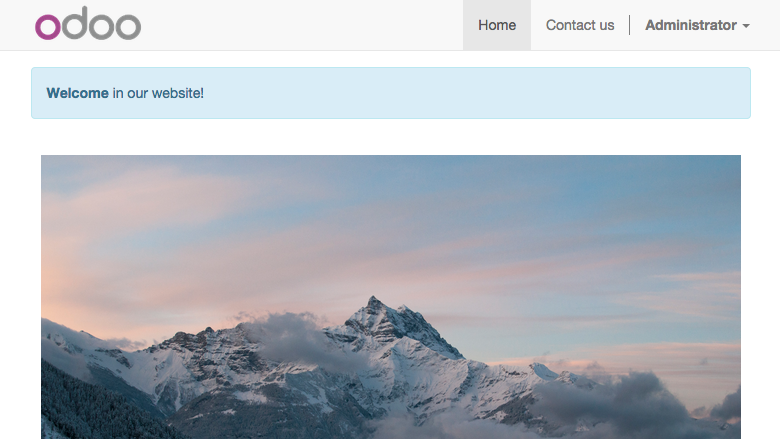 odoo
Home
Contact us
Administrator
Welcome in our website!